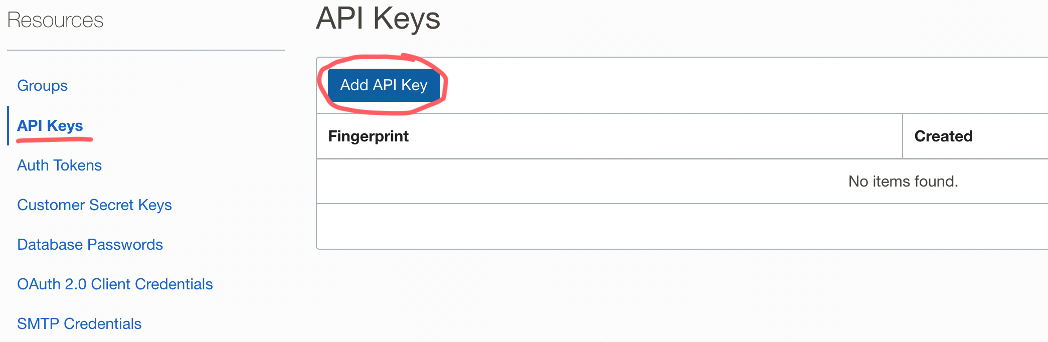 Resources
Groups
API Keys
Auth Tokens
Customer Secret Keys
Database Passwords
OAuth 2.0 Client Credentials
SMTP Credentials
API Keys
Add API Key
Fingerprint Created
No items found.